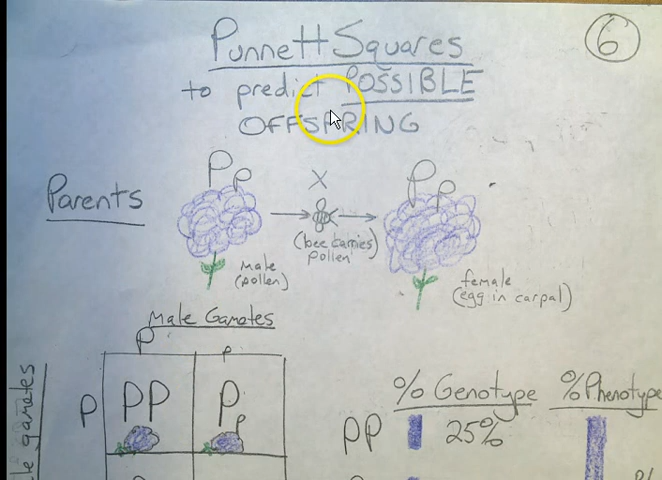 Punnett Squares
6
to predict POSSIBLE
OFFSPRING
Parents
Pp
X
Pp
(bee carries)
pollen
male
(pollen)
female
(egg in carpal)
Male Gamotes
P
p
gametes
P
PP
Pp
% Genotype
% Phenotype
PP
25%
%